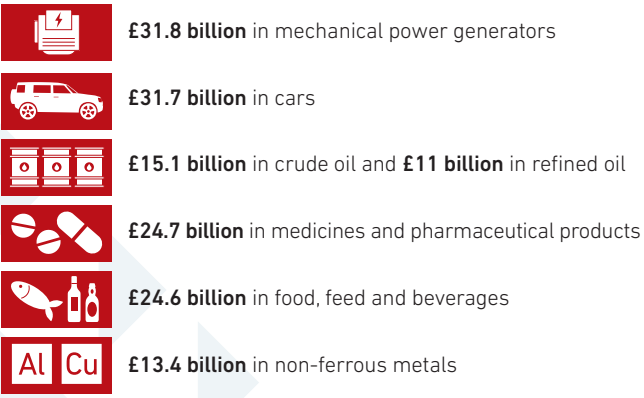 £31.8 billion in mechanical power generators
£31.7 billion in cars
£15.1 billion in crude oil and £11 billion in refined oil
£24.7 billion in medicines and pharmaceutical products
£24.6 billion in food, feed and beverages
Al Cu £13.4 billion in non-ferrous metals